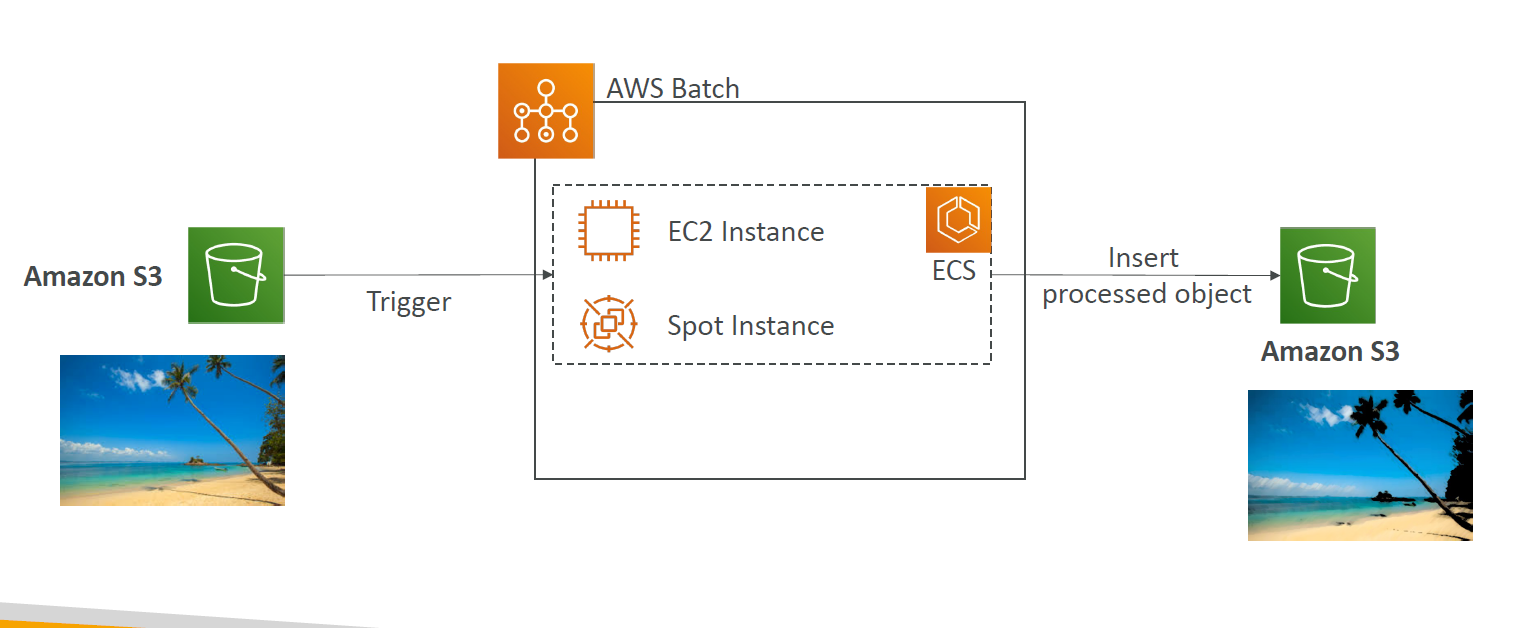 AWS Batch
EC2 Instance
ECS
Spot Instance
Amazon S3
Trigger
Insert
processed object
Amazon S3